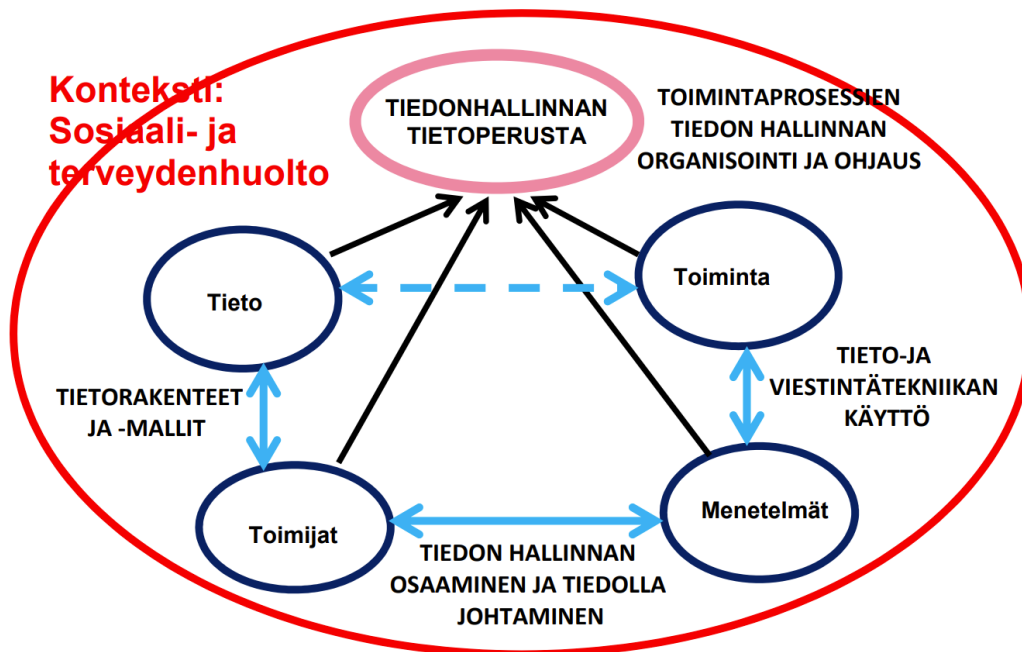 Konteksti:
Sosiaali- ja
terveydenhuolto
TIEDONHALLINNAN
TIETOPERUSTA
TOIMINTAPROSESSIEN
TIEDON HALLINNAN
ORGANISOINTI JA OHJAUS
Tieto
Toiminta
TIETORAKENTEET
JA -MALLIT
TIETO-JA
VIESTINTÄTEKNIIKAN
KÄYTTÖ
Toimijat
Menetelmät
TIEDON HALLINNAN
OSAAMINEN JA TIEDOLLA
JOHTAMINEN